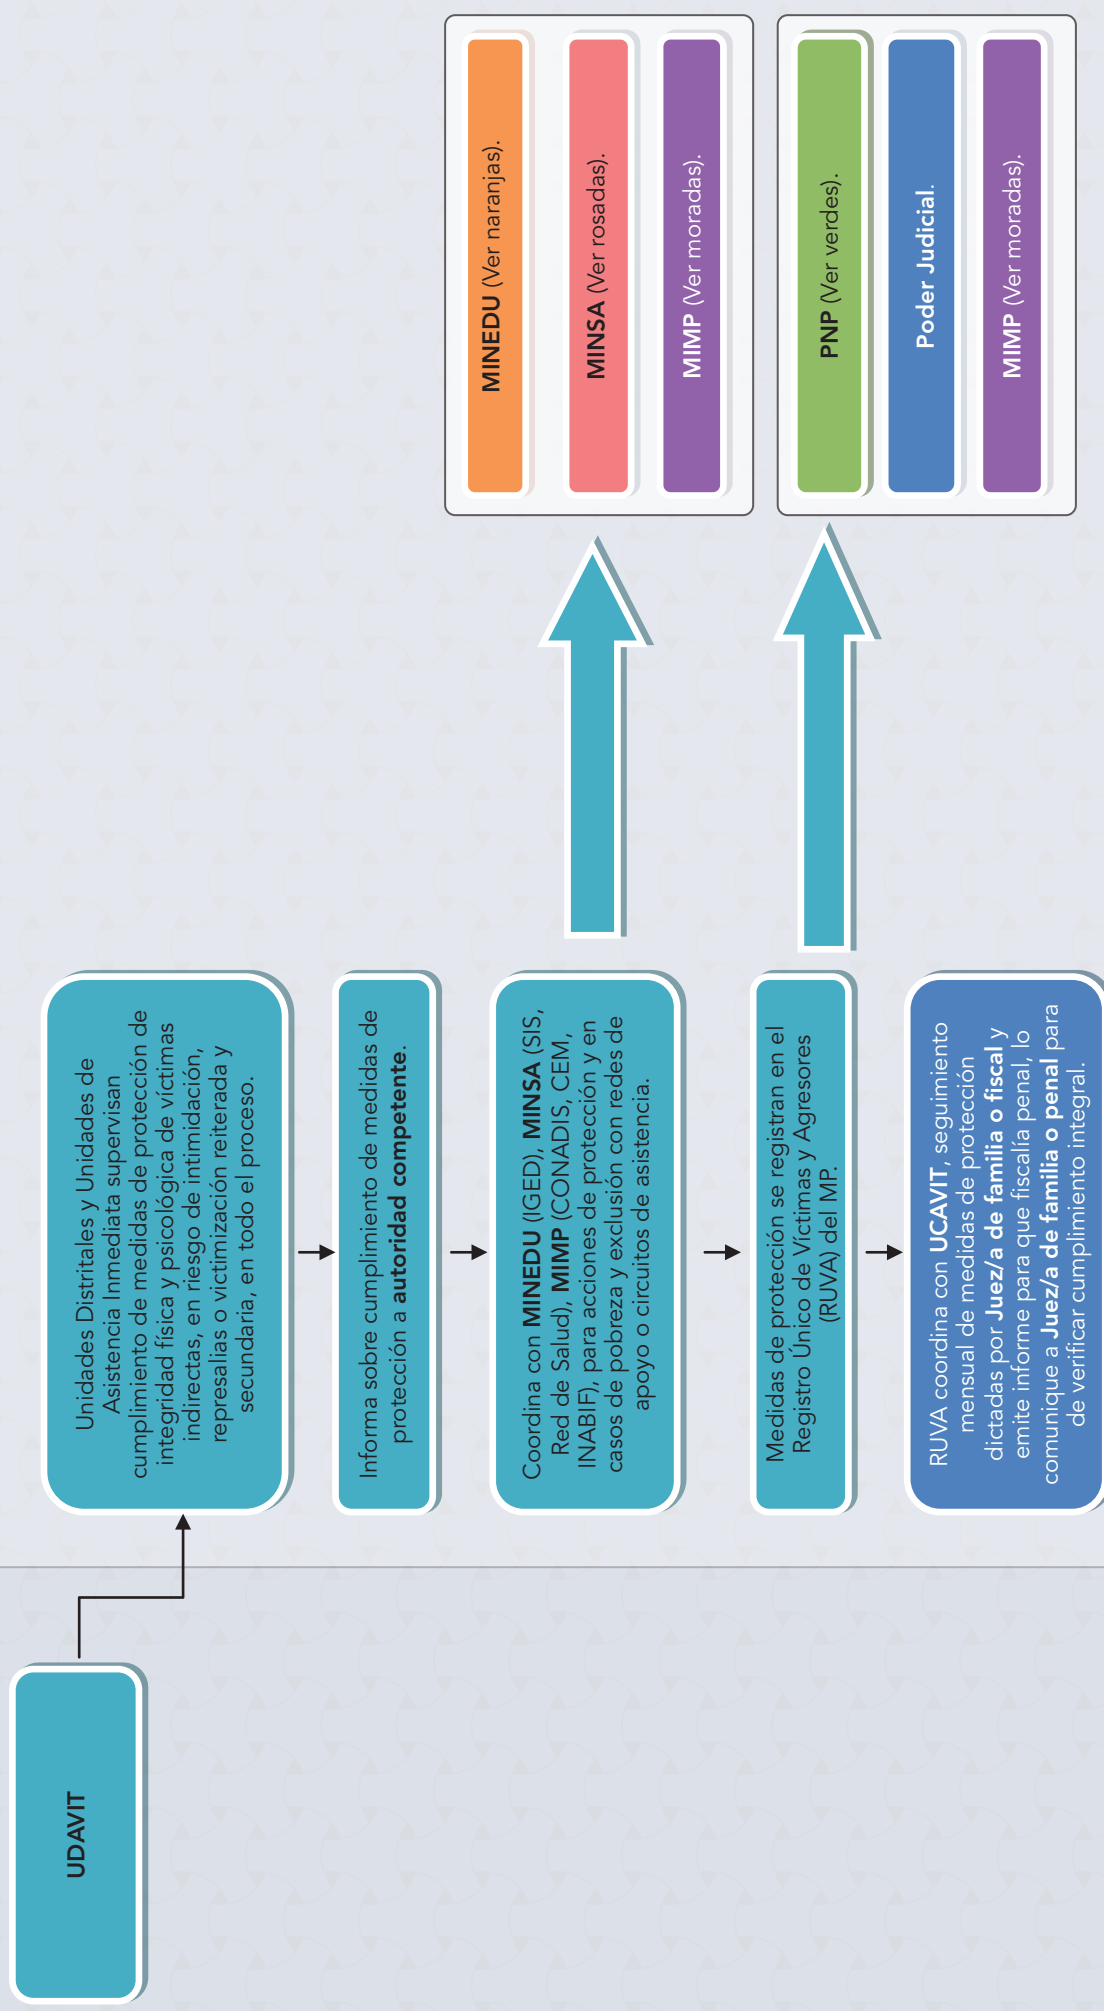 UDAVIT
Unidades Distritales y Unidades de
Asistencia Inmediata supervisan
cumplimiento de medidas de protección de
integridad física y psicológica de víctimas
indirectas, en riesgo de intimidación,
represalias o victimización reiterada y
secundaria, en todo el proceso.
Informa sobre cumplimiento de medidas de
protección a autoridad competente.
Coordina con MINEDU (IGED), MINSA (SIS,
Red de Salud), MIMP (CONADIS, CEM,
INABIF), para acciones de protección y en
casos de pobreza y exclusión con redes de
apoyo o circuitos de asistencia.
Medidas de protección se registran en el
Registro Único de Víctimas y Agresores
(RUVA) del MP.
RUVA coordina con UCAVIT, seguimiento
mensual de medidas de protección
dictadas por Juez/a de familia o fiscal y
emite informe para que fiscalía penal, lo
comunique a Juez/a de familia o penal para
de verificar cumplimiento integral.
MINEDU (Ver naranjas).
MINSA (Ver rosadas).
MIMP (Ver moradas).
PNP (Ver verdes).
Poder Judicial.
MIMP (Ver moradas).